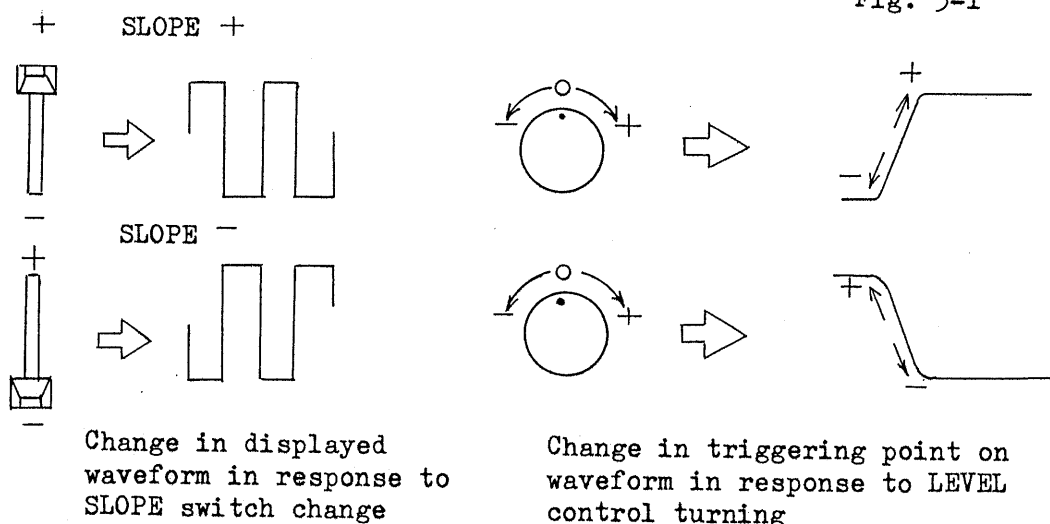 Fig. 5-1
+ SLOPE +
- + +
- -
SLOPE -
+
- + +
- -
Change in displayed
waveform in response to
SLOPE switch change
Change in triggering point on
waveform in response to LEVEL
control turning